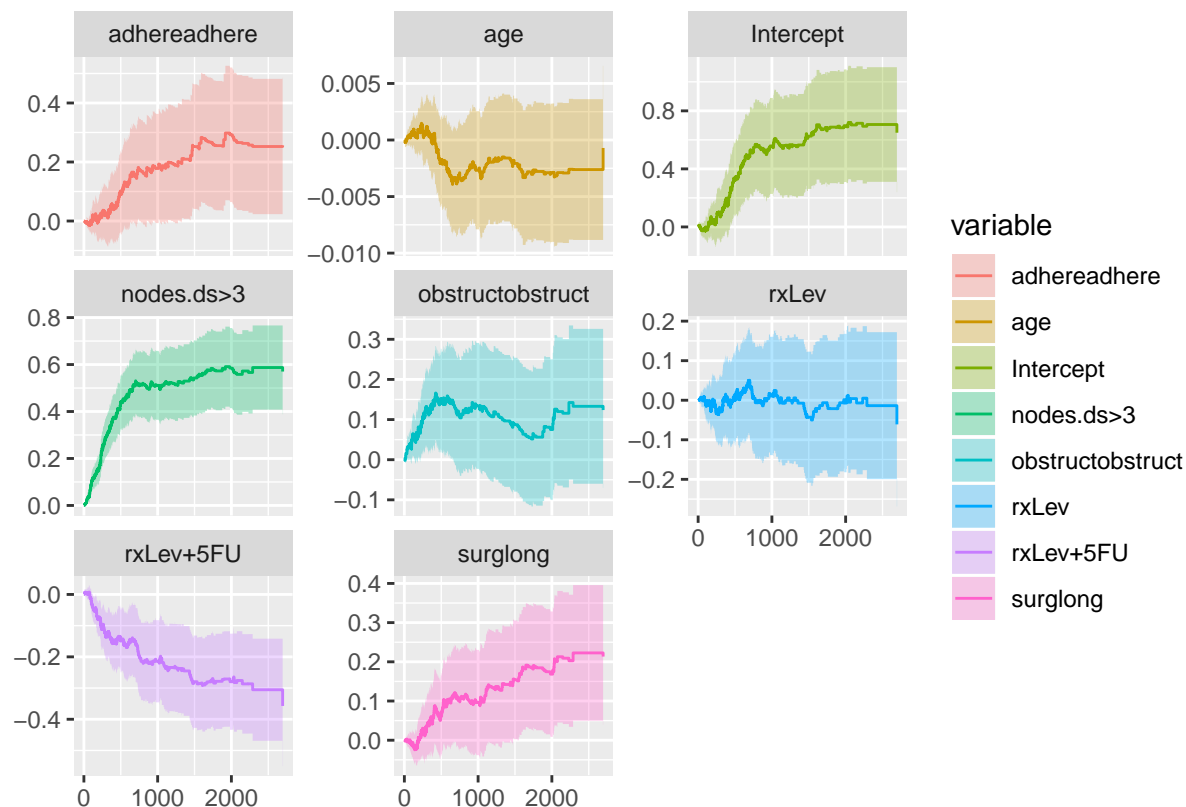 adhereadhere
age
Intercept
0.4
0.2
0.0
0.005
0.000
−0.005
−0.010
0.8
0.4
0.0
nodes.ds>3
obstructobstruct
rxLev
0.8
0.6
0.4
0.2
0.0
0.3
0.2
0.1
0.0
−0.1
0.2
0.1
0.0
−0.1
−0.2
0 1000 2000
rxLev+5FU
surglong
0.0
−0.2
−0.4
0.4
0.3
0.2
0.1
0.0
0 1000 2000
0 1000 2000
variable
adhereadhere
age
Intercept
nodes.ds>3
obstructobstruct
rxLev
rxLev+5FU
surglong